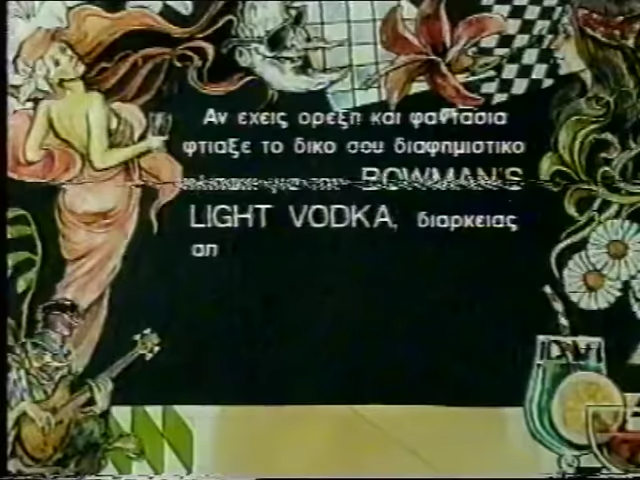 Αν εχεις ορεξη και φαντασια
φτιαξε το δικο σου διαφημιστικο
BOWMAN'S
LIGHT VODKA, διαρκειας
απ